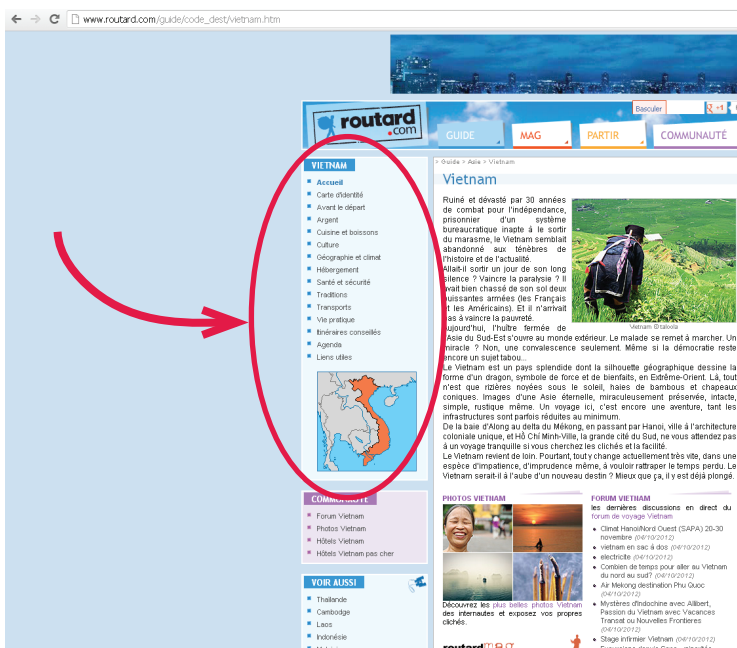 www.routard.com/guide/code_dest/vietnam.htm
routard
.com
Basculer
+1
GUIDE
MAG
PARTIR
COMMUNAUTÉ
VIETNAM
Accueil
Carte d'identité
Avant le départ
Argent
Cuisine et boissons
Culture
Géographie et climat
Hébergement
Santé et sécurité
Traditions
Transports
Vie pratique
Itinéraires conseillés
Agenda
Liens utiles
COMMUNAUTÉ
Forum Vietnam
Photos Vietnam
Hôtels Vietnam
Hôtels Vietnam pas cher
VOIR AUSSI
Thaïlande
Cambodge
Laos
Indonésie
> Guide > Asie > Vietnam
Vietnam
Ruiné et dévasté par 30 années
de combat pour l'indépendance,
prisonnier d'un système
bureaucratique inapte à le sortir
du marasme, le Vietnam semblait
abandonné aux ténèbres de
l'histoire et de l'actualité.
Allait-il sortir un jour de son long
silence ? Vaincre la paralysie ? Il
avait bien chassé de son sol deux
puissantes armées (les Français
et les Américains). Et il n'arrivait
pas à vaincre la pauvreté.
Aujourd'hui, l'huître fermée de
l'Asie du Sud-Est s'ouvre au monde extérieur. Le malade se remet à marcher. Un
miracle ? Non, une convalescence seulement. Même si la démocratie reste
encore un sujet tabou...
Le Vietnam est un pays splendide dont la silhouette géographique dessine la
forme d'un dragon, symbole de force et de bienfaits, en Extrême-Orient. Là, tout
n'est que rizières noyées sous le soleil, haies de bambous et chapeaux
coniques. Images d'une Asie éternelle, miraculeusement préservée, intacte,
simple, rustique même. Un voyage ici, c'est encore une aventure, tant les
infrastructures sont parfois réduites au minimum.
De la baie d'Along au delta du Mékong, en passant par Hanoi, ville à l'architecture
coloniale unique, et Hô Chí Minh-Ville, la grande cité du Sud, ne vous attendez pas
à un voyage tranquille si vous cherchez les clichés et la facilité.
Le Vietnam revient de loin. Pourtant, tout y change actuellement très vite, dans une
espèce d'impatience, d'imprudence même, à vouloir rattraper le temps perdu. Le
Vietnam serait-il à l'aube d'un nouveau destin ? Mieux que ça, il y est déjà plongé.
Vietnam ©talixola
PHOTOS VIETNAM
Découvrez les plus belles photos Vietnam
des internautes et exposez vos propres
clichés.
routard MAG
FORUM VIETNAM
les dernières discussions en direct du
forum de voyage Vietnam
Climat Hanoi/Nord Ouest (SAPA) 20-30
novembre (04/10/2012)
vietnam en sac à dos (04/10/2012)
electricite (04/10/2012)
Combien de temps pour aller au Vietnam
du nord au sud? (04/10/2012)
Air Mekong destination Phu Quoc
(04/10/2012)
Mystères d'Indochine avec Allibert,
Passion du Vietnam avec Vacances
Transat ou Nouvelles Frontieres
(04/10/2012)
Stage infirmier Vietnam (04/10/2012)